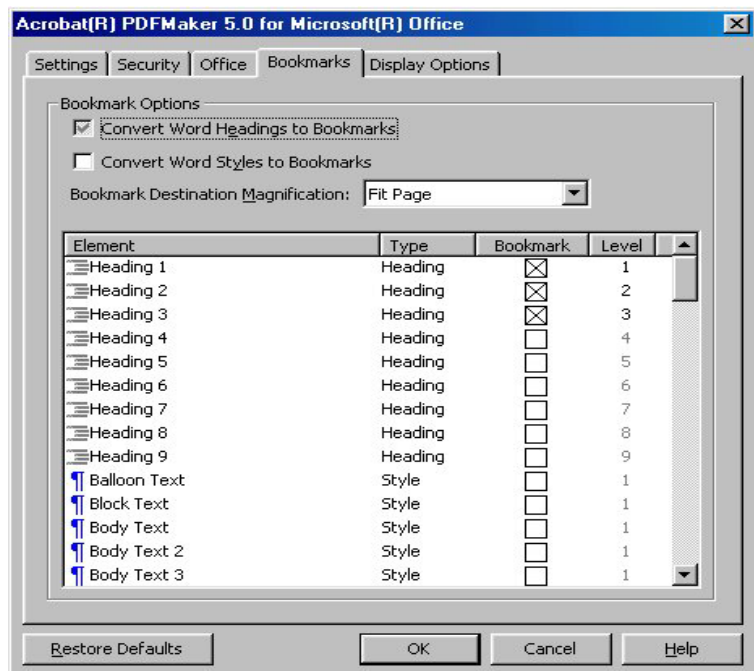 Acrobat(R) PDFMaker 5.0 for Microsoft(R) Office
Settings Security Office Bookmarks Display Options
Bookmark Options
Convert Word Headings to Bookmarks
Convert Word Styles to Bookmarks
Bookmark Destination Magnification: Fit Page
Element Type Bookmark Level
Heading 1 Heading 1
Heading 2 Heading 2
Heading 3 Heading 3
Heading 4 Heading 4
Heading 5 Heading 5
Heading 6 Heading 6
Heading 7 Heading 7
Heading 8 Heading 8
Heading 9 Heading 9
¶ Balloon Text Style 1
¶ Block Text Style 1
¶ Body Text Style 1
¶ Body Text 2 Style 1
¶ Body Text 3 Style 1
Restore Defaults OK Cancel Help